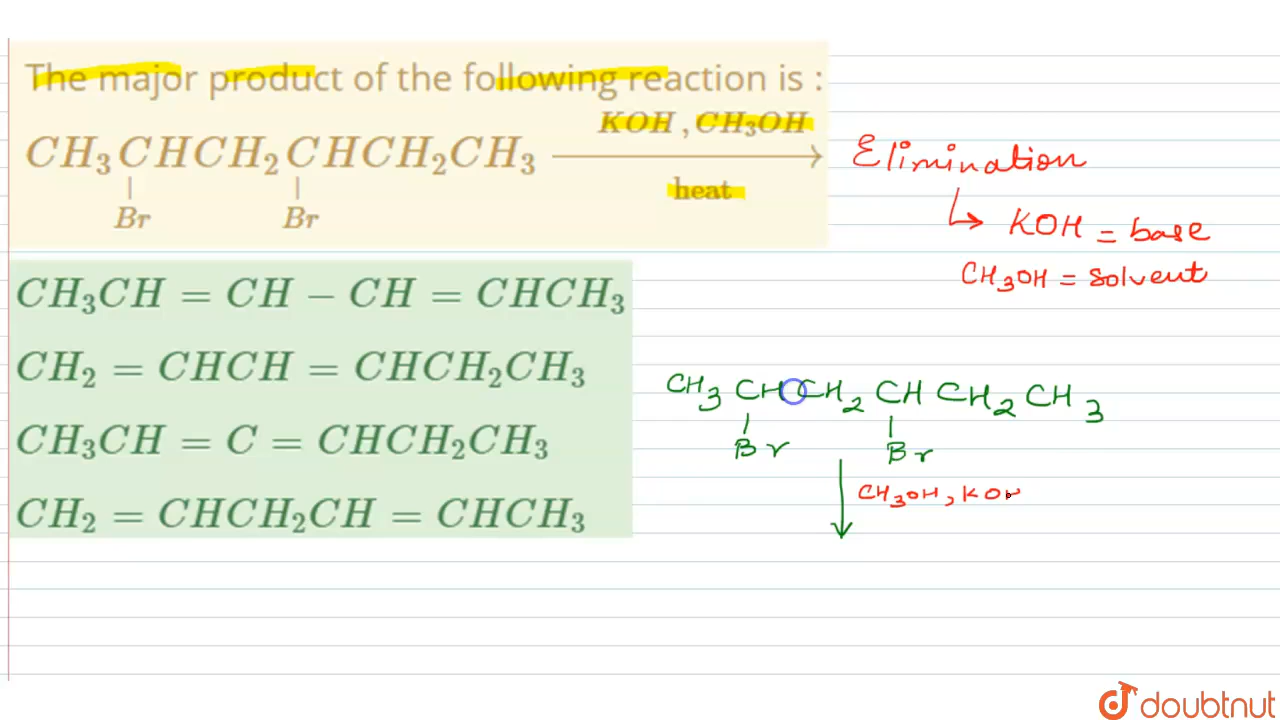 The major product of the following reaction is :
KOH , CH₃OH
CH₃CHCH₂CHCH₂CH₃
heat
Br Br
Elimination
KOH = base
CH₃OH = solvent
CH₃CH = CH − CH = CHCH₃
CH₂ = CHCH = CHCH₂CH₃
CH₃CH = C = CHCH₂CH₃
CH₂ = CHCH₂CH = CHCH₃
CH₃ CH CH₂ CH CH₂ CH₃
Br Br
CH₃OH, KO
doubtnut